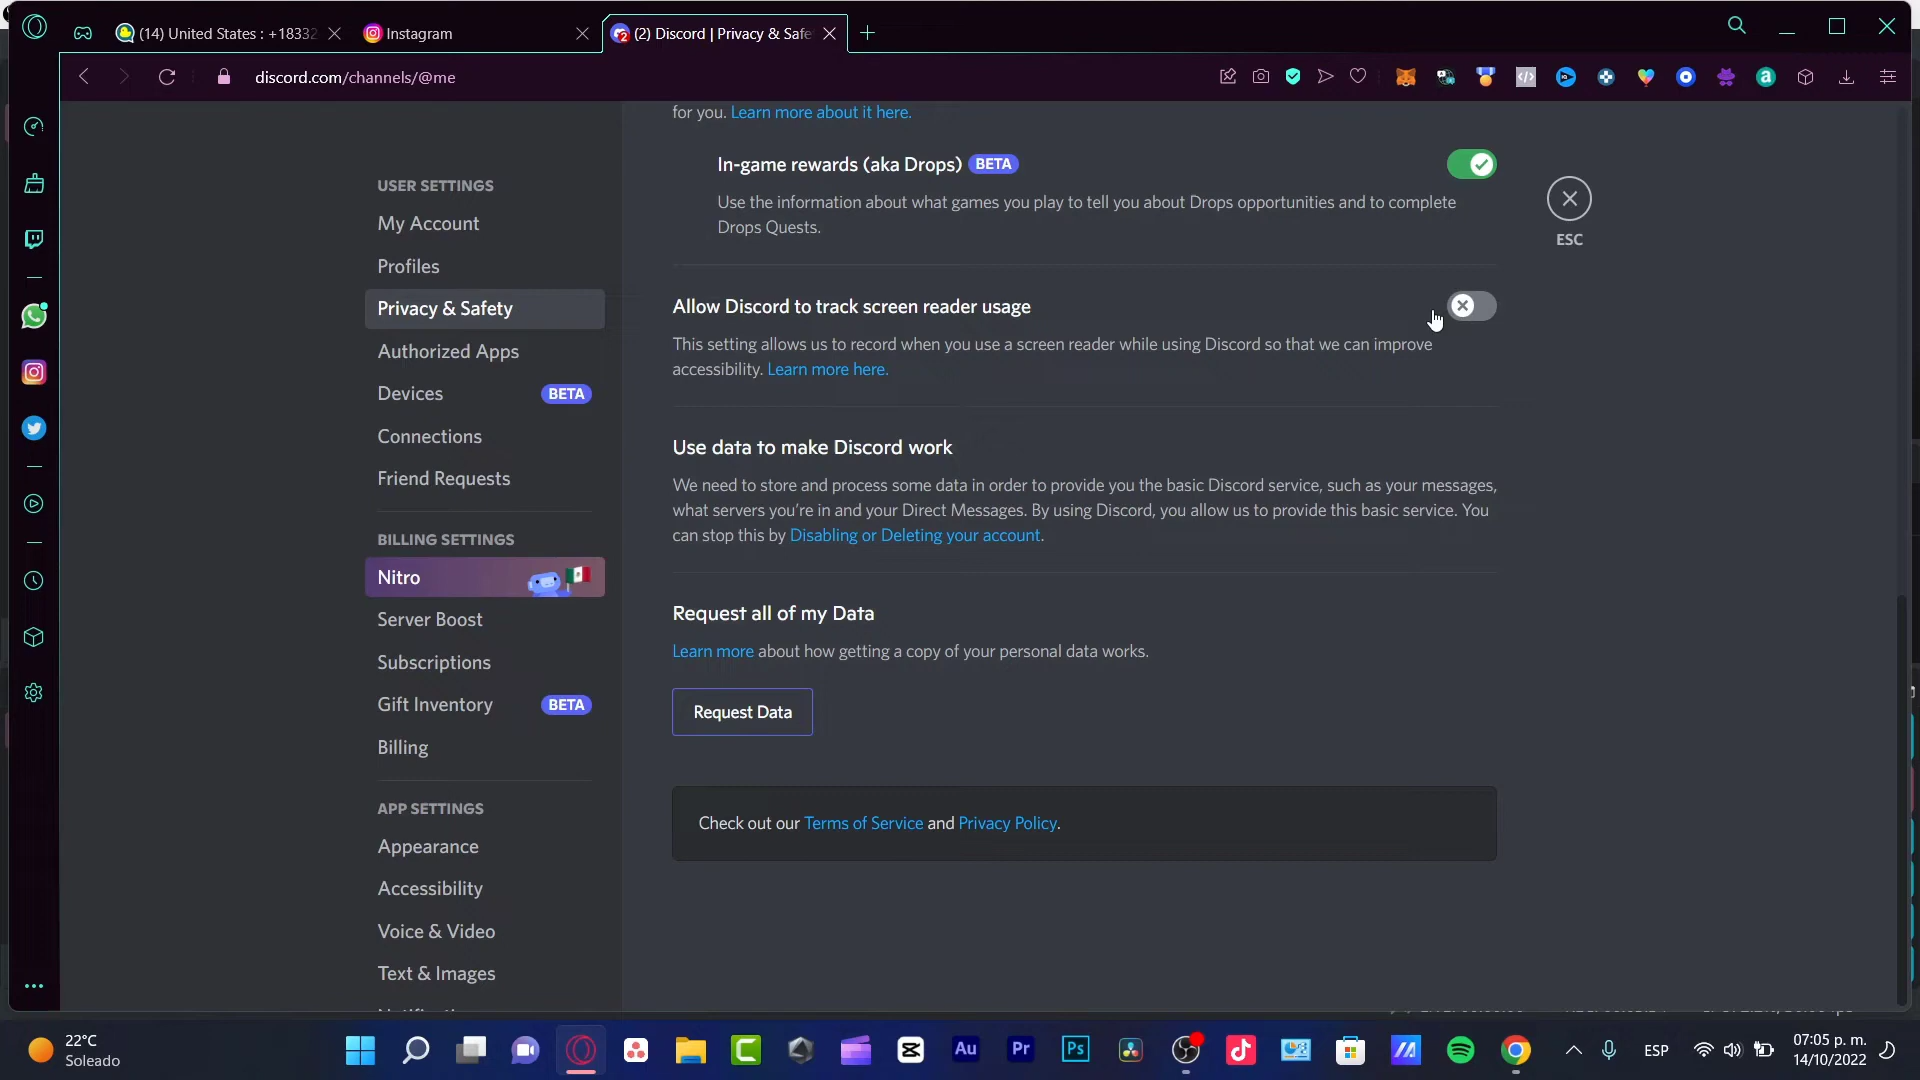 (14) United States : +18332
Instagram
(2) Discord | Privacy & Safe
discord.com/channels/@me
for you. Learn more about it here.
In-game rewards (aka Drops) BETA
Use the information about what games you play to tell you about Drops opportunities and to complete
Drops Quests.
ESC
Allow Discord to track screen reader usage
This setting allows us to record when you use a screen reader while using Discord so that we can improve
accessibility. Learn more here.
Use data to make Discord work
We need to store and process some data in order to provide you the basic Discord service, such as your messages,
what servers you're in and your Direct Messages. By using Discord, you allow us to provide this basic service. You
can stop this by Disabling or Deleting your account.
Request all of my Data
Learn more about how getting a copy of your personal data works.
Request Data
Check out our Terms of Service and Privacy Policy.
USER SETTINGS
My Account
Profiles
Privacy & Safety
Authorized Apps
Devices BETA
Connections
Friend Requests
BILLING SETTINGS
Nitro
Server Boost
Subscriptions
Gift Inventory BETA
Billing
APP SETTINGS
Appearance
Accessibility
Voice & Video
Text & Images
22°C
Soleado
Au
Pr
Ps
ESP
07:05 p. m.
14/10/2022